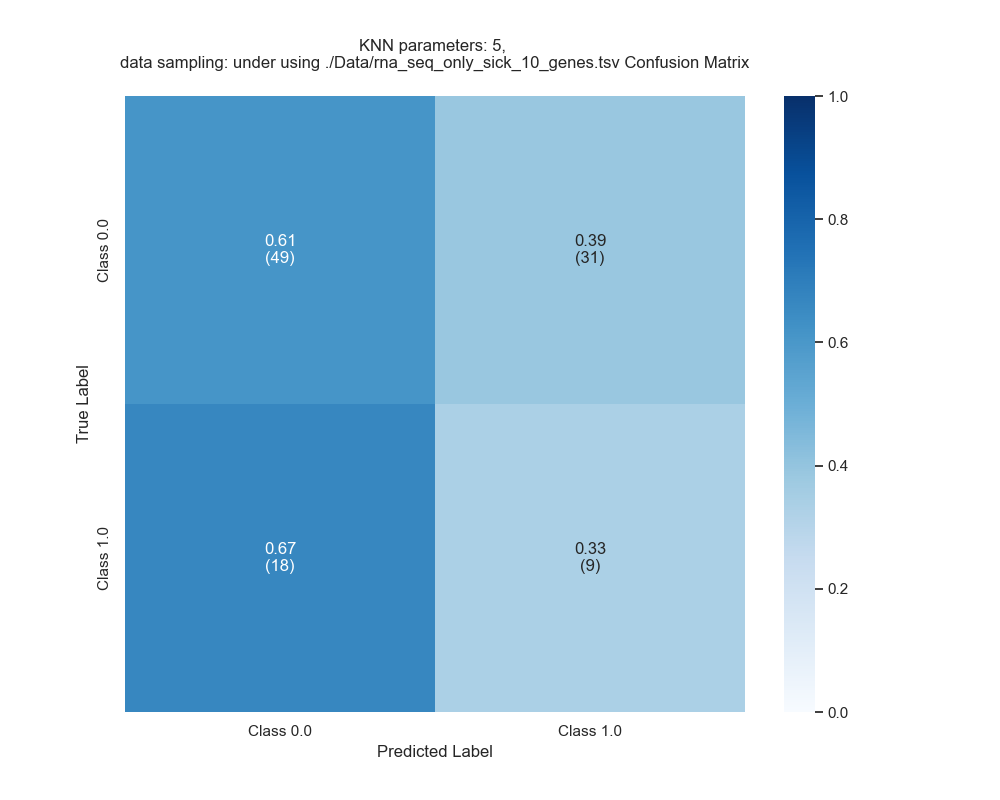 KNN parameters: 5,
data sampling: under using ./Data/rna_seq_only_sick_10_genes.tsv Confusion Matrix
True Label
Class 0.0
Class 1.0
0.61
(49)
0.39
(31)
0.67
(18)
0.33
(9)
Class 0.0
Class 1.0
Predicted Label
1.0
0.8
0.6
0.4
0.2
0.0